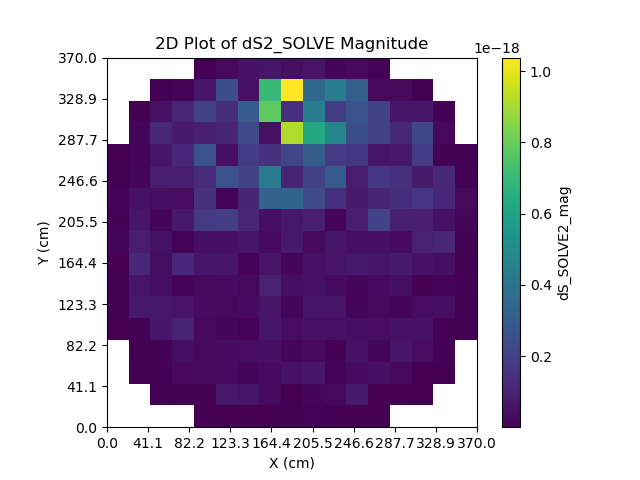 2D Plot of dS2_SOLVE Magnitude
1e−18
370.0
328.9
287.7
246.6
205.5
164.4
123.3
82.2
41.1
0.0
Y (cm)
0.0 41.1 82.2 123.3 164.4 205.5 246.6 287.7 328.9 370.0
X (cm)
1.0
0.8
0.6
0.4
0.2
dS_SOLVE2_mag